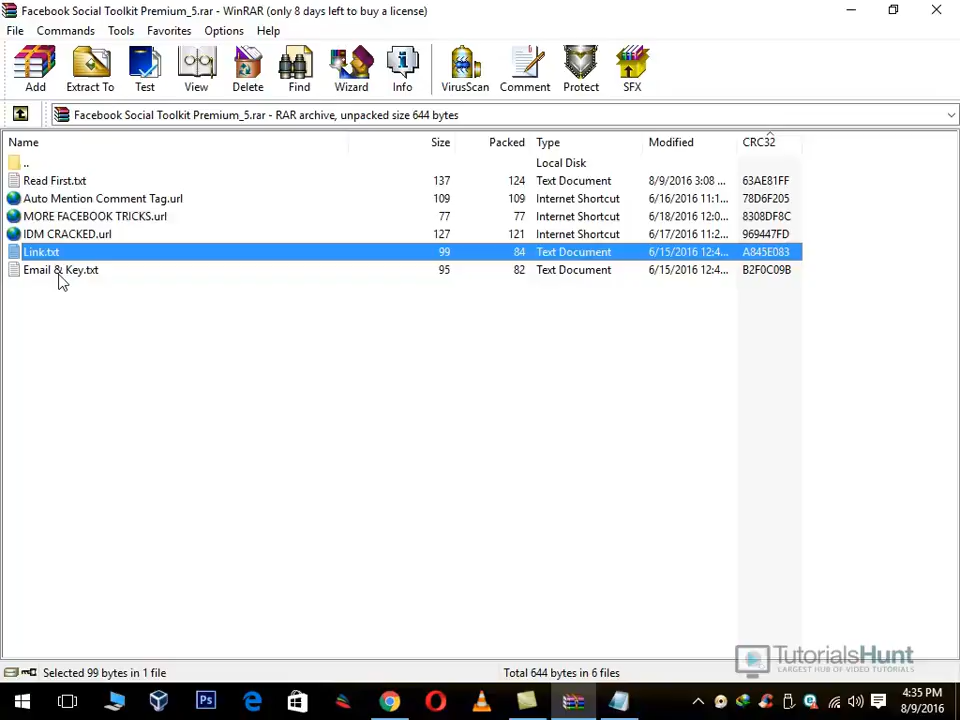 Facebook Social Toolkit Premium_5.rar - WinRAR (only 8 days left to buy a license)
File Commands Tools Favorites Options Help
Add Extract To Test View Delete Find Wizard Info VirusScan Comment Protect SFX
Facebook Social Toolkit Premium_5.rar - RAR archive, unpacked size 644 bytes
Name Size Packed Type Modified CRC32
.. Local Disk
Read First.txt 137 124 Text Document 8/9/2016 3:08 ... 63AE81FF
Auto Mention Comment Tag.url 109 109 Internet Shortcut 6/16/2016 11:1... 78D6F205
MORE FACEBOOK TRICKS.url 77 77 Internet Shortcut 6/18/2016 12:0... 8308DF8C
IDM CRACKED.url 127 121 Internet Shortcut 6/17/2016 11:2... 969447FD
Link.txt 99 84 Text Document 6/15/2016 12:4... A845E083
Email & Key.txt 95 82 Text Document 6/15/2016 12:4... B2F0C09B
TutorialsHunt
LARGEST HUB OF VIDEO TUTORIALS
Selected 99 bytes in 1 file Total 644 bytes in 6 files
Ps
4:35 PM
8/9/2016